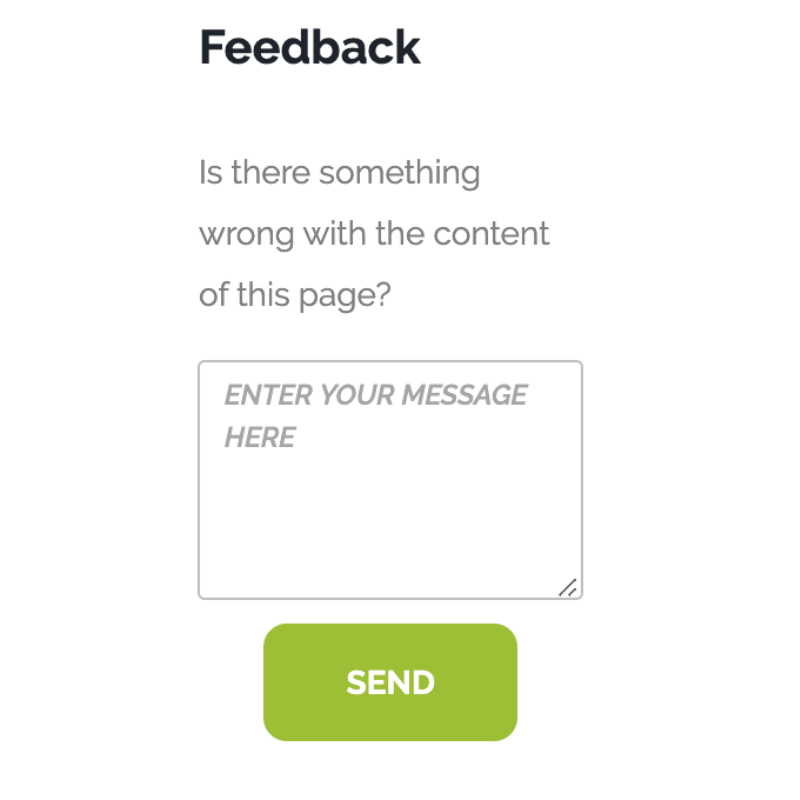 Feedback
Is there something
wrong with the content
of this page?
ENTER YOUR MESSAGE
HERE
SEND